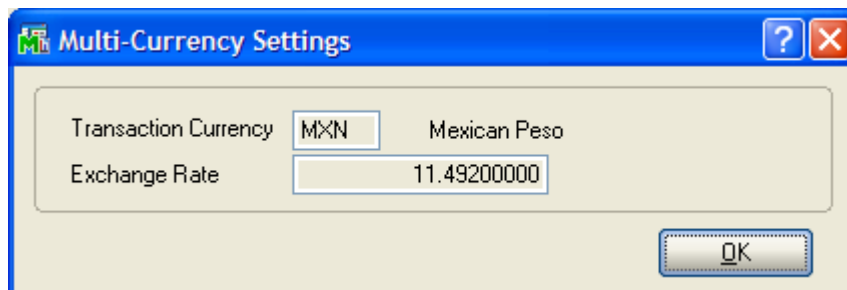 Multi-Currency Settings
Transaction Currency MXN Mexican Peso
Exchange Rate 11.49200000
OK